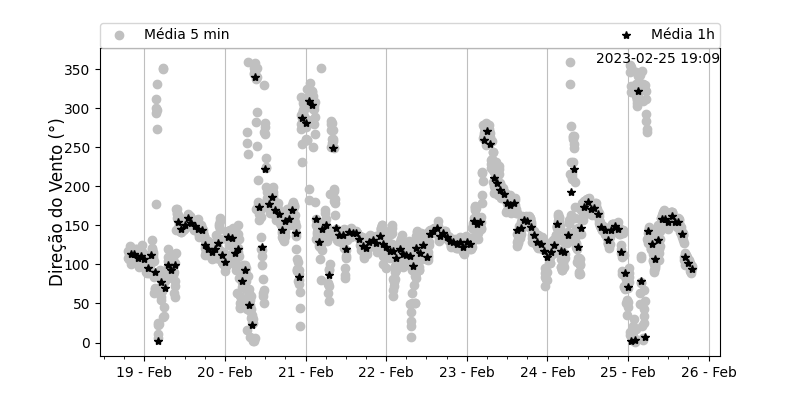 Média 5 min
Média 1h
2023-02-25 19:09
350
300
250
200
150
100
50
0
Direção do Vento (°)
19 - Feb
20 - Feb
21 - Feb
22 - Feb
23 - Feb
24 - Feb
25 - Feb
26 - Feb